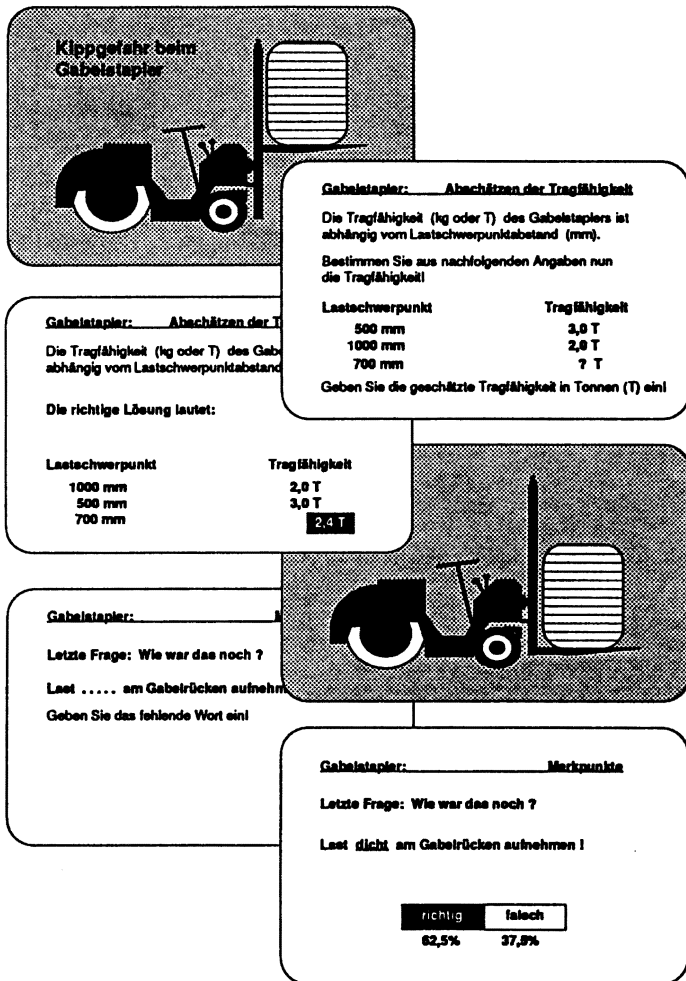 Kippgefahr beim
Gabelstapler
Gabelstapler: Abschätzen der Tragfähigkeit
Die Tragfähigkeit (kg oder T) des Gabelstaplers ist
abhängig vom Lastschwerpunktabstand (mm).
Bestimmen Sie aus nachfolgenden Angaben nun
die Tragfähigkeit!
Lastschwerpunkt Tragfähigkeit
500 mm 3,0 T
1000 mm 2,0 T
700 mm ? T
Geben Sie die geschätzte Tragfähigkeit in Tonnen (T) ein!
Gabelstapler: Abschätzen der T
Die Tragfähigkeit (kg oder T) des Gabe
abhängig vom Lastschwerpunktabstand
Die richtige Lösung lautet:
Lastschwerpunkt Tragfähigkeit
1000 mm 2,0 T
500 mm 3,0 T
700 mm 2,4 T
Gabelstapler:
Letzte Frage: Wie war das noch ?
Last ..... am Gabelrücken aufnehm
Geben Sie das fehlende Wort ein!
Gabelstapler: Merkpunkte
Letzte Frage: Wie war das noch ?
Last dicht am Gabelrücken aufnehmen !
richtig falsch
62,5% 37,5%